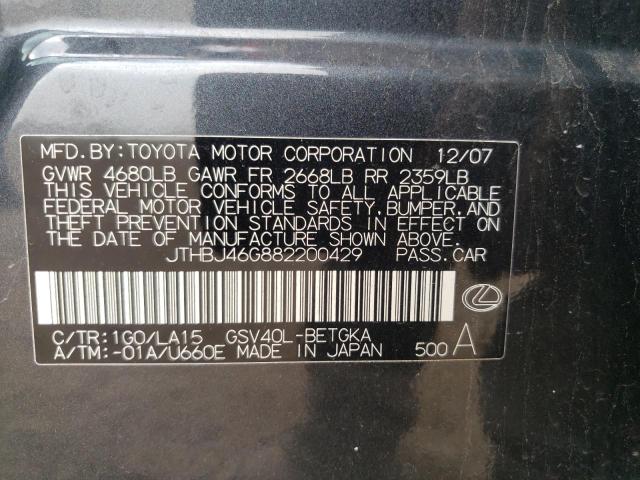 MFD.BY:TOYOTA MOTOR CORPORATION 12/07
GVWR 4680LB GAWR FR 2668LB RR 2359LB
THIS VEHICLE CONFORMS TO ALL APPLICABLE
FEDERAL MOTOR VEHICLE SAFETY,BUMPER,AND
THEFT PREVENTION STANDARDS IN EFFECT ON
THE DATE OF MANUFACTURE SHOWN ABOVE.
JTHBJ46G882200429 PASS.CAR
C/TR:1G0/LA15 GSV40L-BETGKA
A/TM:-01A/U660E MADE IN JAPAN 500 A